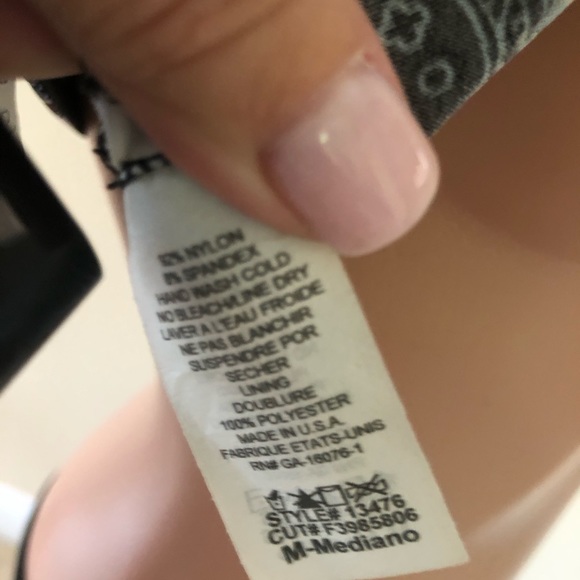 92% NYLON
8% SPANDEX
HAND WASH COLD
NO BLEACH/LINE DRY
LAVER A L'EAU FROIDE
NE PAS BLANCHIR
SUSPENDRE POR
SECHER
LINING
DOUBLURE
100% POLYESTER
MADE IN U.S.A.
FABRIQUE ETATS-UNIS
RN# GA-16076-1
STYLE# 13476
CUT# F3985806
M-Mediano